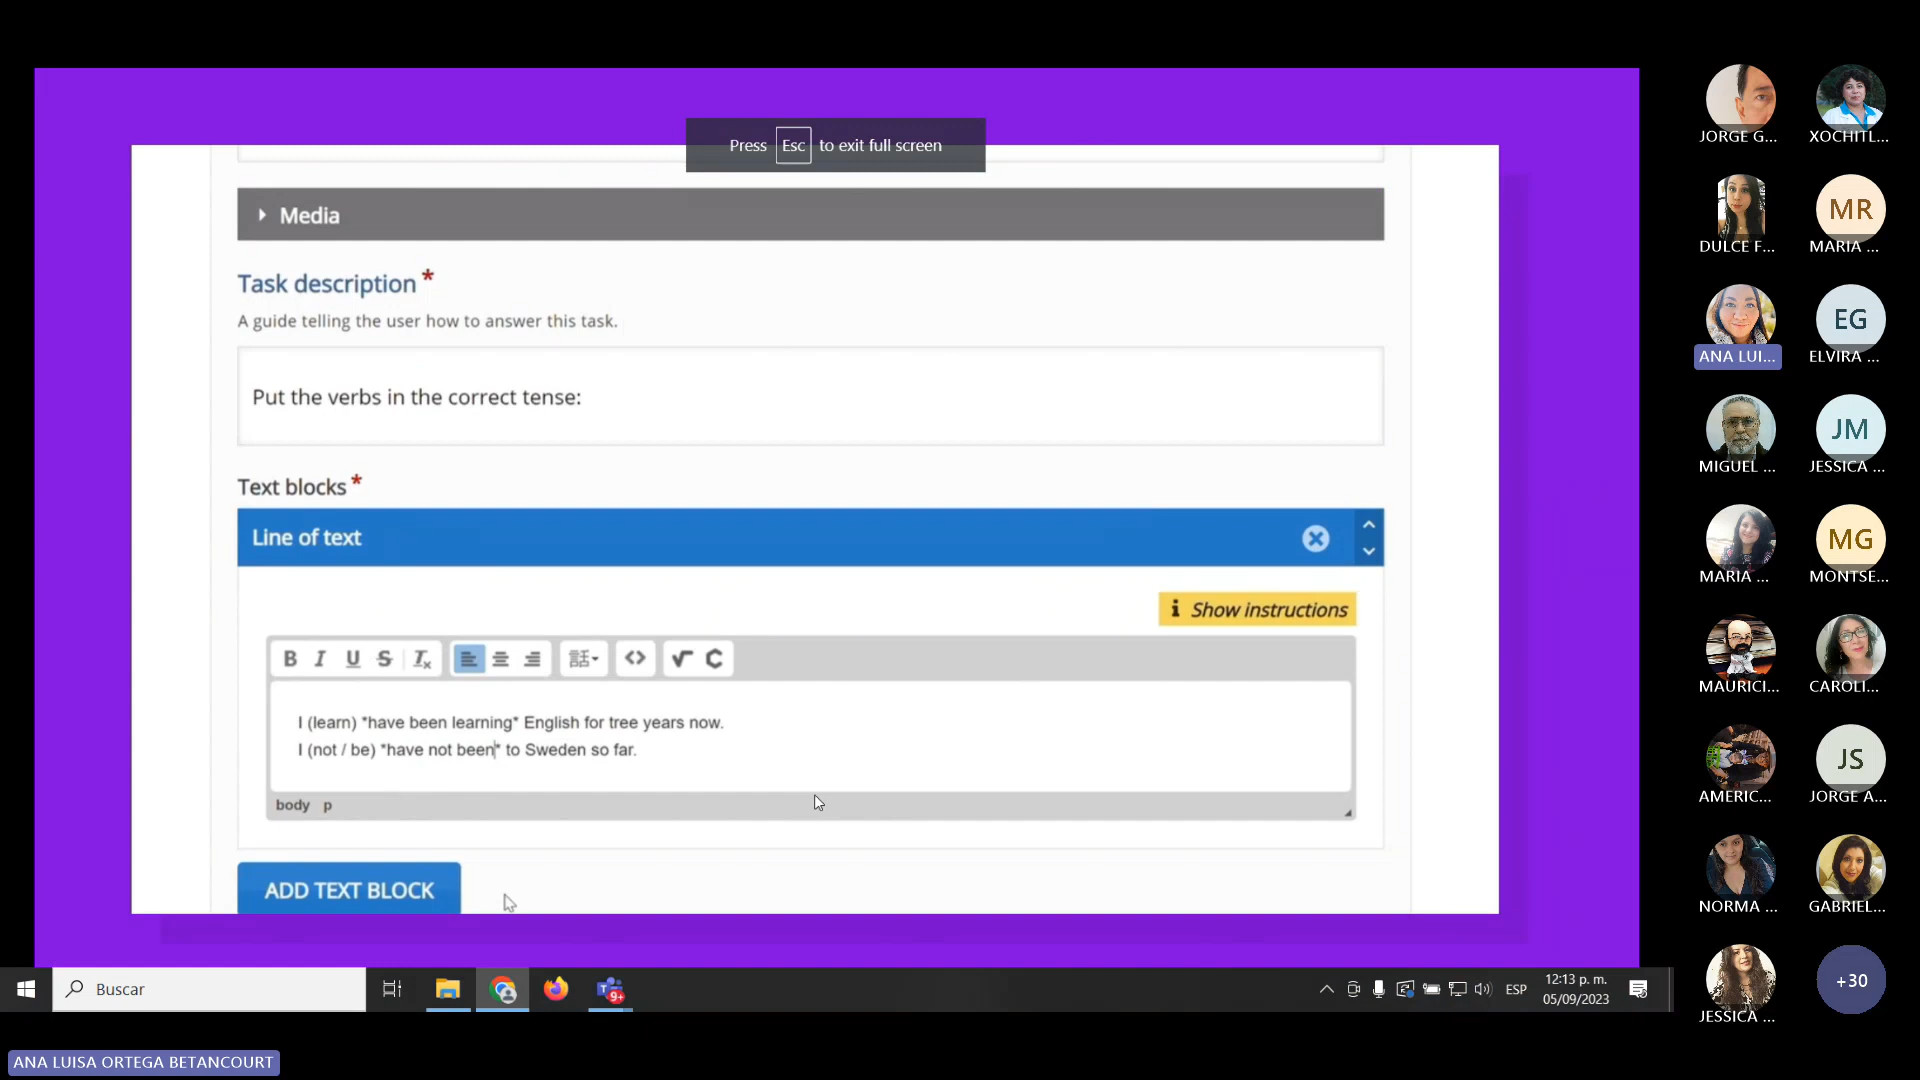 Press Esc to exit full screen
Media
Task description *
A guide telling the user how to answer this task.
Put the verbs in the correct tense:
Text blocks *
Line of text
i Show instructions
B I U S Tx 話 <> √ C
I (learn) *have been learning* English for tree years now.
I (not / be) *have not been* to Sweden so far.
body p
ADD TEXT BLOCK
Buscar
9+
ESP
12:13 p. m.
05/09/2023
JORGE G...
XOCHITL...
DULCE F...
MR
MARIA ...
ANA LUI...
EG
ELVIRA ...
MIGUEL ...
JM
JESSICA ...
MARIA ...
MG
MONTSE...
MAURICI...
CAROLI...
AMERIC...
JS
JORGE A...
NORMA ...
GABRIEL...
JESSICA ...
+30
ANA LUISA ORTEGA BETANCOURT